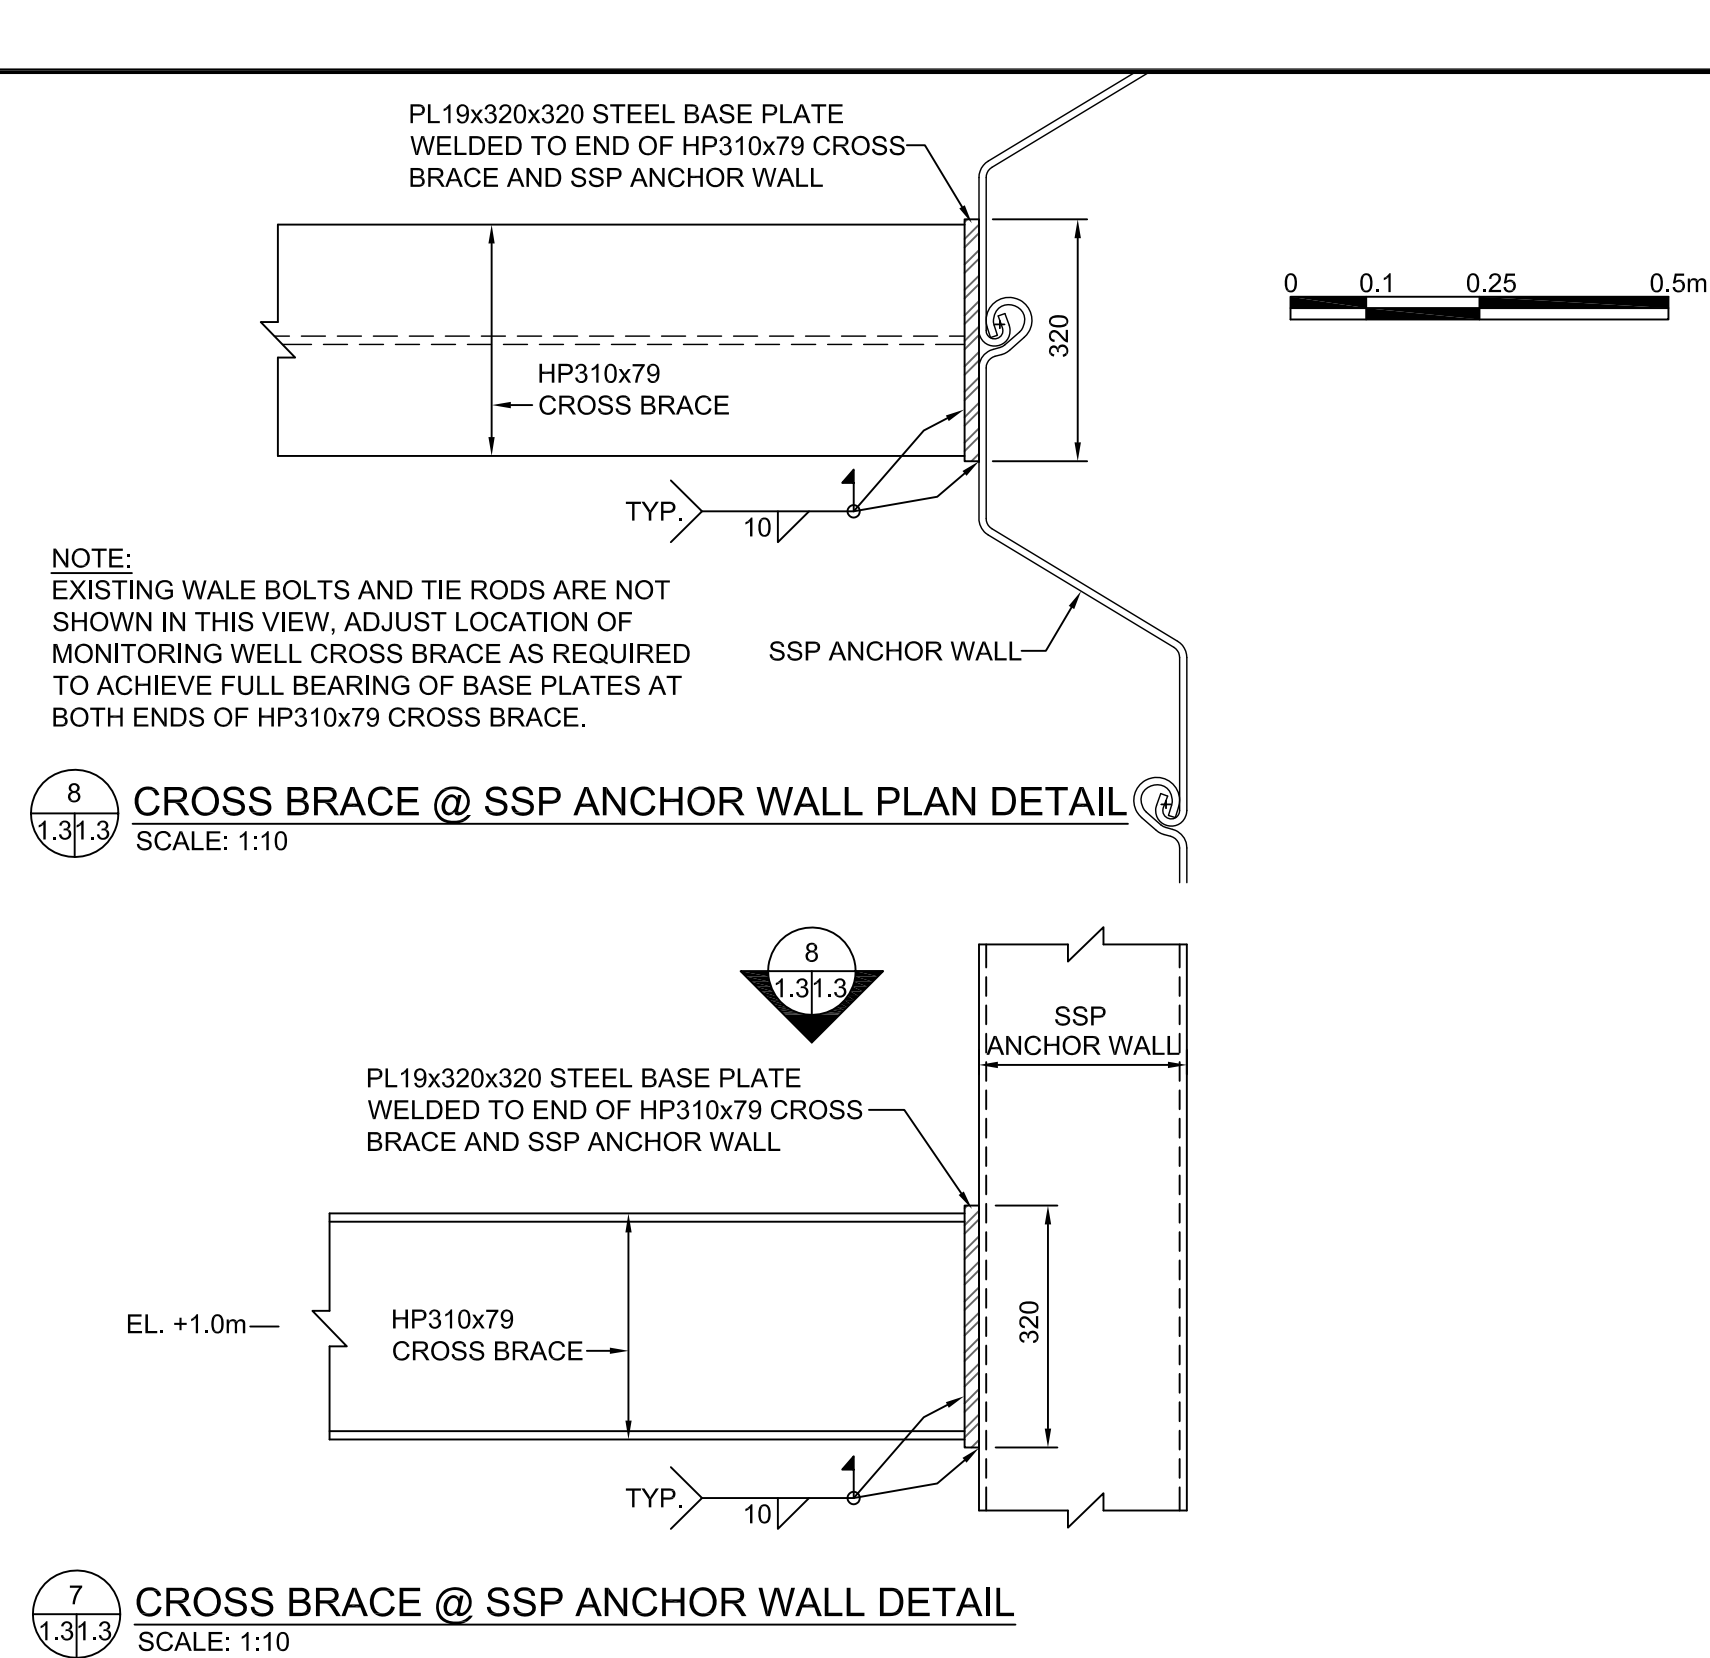 PL19x320x320 STEEL BASE PLATE
WELDED TO END OF HP310x79 CROSS
BRACE AND SSP ANCHOR WALL
0 0.1 0.25 0.5m
320
HP310x79
CROSS BRACE
TYP.
10
NOTE:
EXISTING WALE BOLTS AND TIE RODS ARE NOT
SHOWN IN THIS VIEW, ADJUST LOCATION OF
MONITORING WELL CROSS BRACE AS REQUIRED
TO ACHIEVE FULL BEARING OF BASE PLATES AT
BOTH ENDS OF HP310x79 CROSS BRACE.
SSP ANCHOR WALL
8
1.3 1.3
CROSS BRACE @ SSP ANCHOR WALL PLAN DETAIL
SCALE: 1:10
8
1.3 1.3
SSP
ANCHOR WALL
PL19x320x320 STEEL BASE PLATE
WELDED TO END OF HP310x79 CROSS
BRACE AND SSP ANCHOR WALL
EL. +1.0m
HP310x79
CROSS BRACE
320
TYP.
10
7
1.3 1.3
CROSS BRACE @ SSP ANCHOR WALL DETAIL
SCALE: 1:10